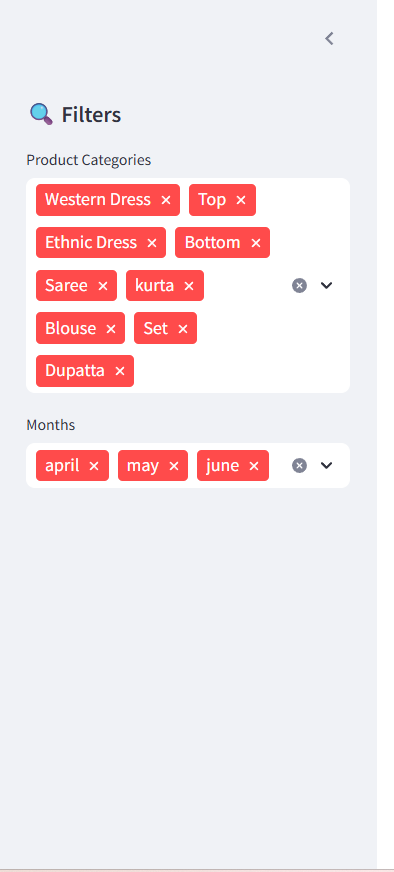 Filters
Product Categories
Western Dress Top
Ethnic Dress Bottom
Saree kurta
Blouse Set
Dupatta
Months
april may june